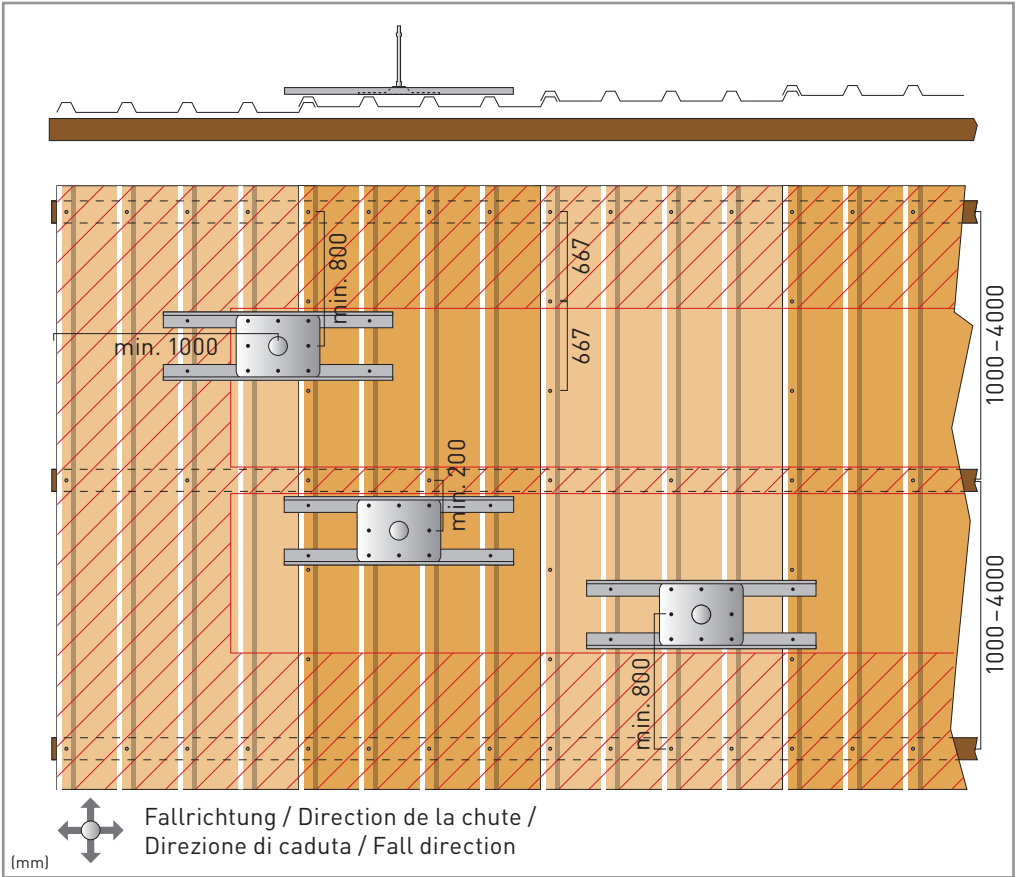 min. 800
667
min. 1000
667
1000–4000
min. 200
1000–4000
min. 800
Fallrichtung / Direction de la chute /
Direzione di caduta / Fall direction
(mm)